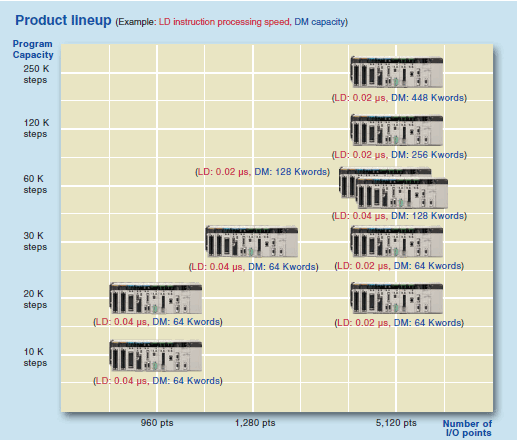 Product lineup (Example: LD instruction processing speed, DM capacity)
Program
Capacity
250 K
steps
(LD: 0.02 µs, DM: 448 Kwords)
120 K
steps
(LD: 0.02 µs, DM: 256 Kwords)
(LD: 0.02 µs, DM: 128 Kwords)
60 K
steps
(LD: 0.04 µs, DM: 128 Kwords)
30 K
steps
(LD: 0.04 µs, DM: 64 Kwords) (LD: 0.02 µs, DM: 64 Kwords)
20 K
steps
(LD: 0.04 µs, DM: 64 Kwords) (LD: 0.02 µs, DM: 64 Kwords)
10 K
steps
(LD: 0.04 µs, DM: 64 Kwords)
960 pts 1,280 pts 5,120 pts Number of
I/O points